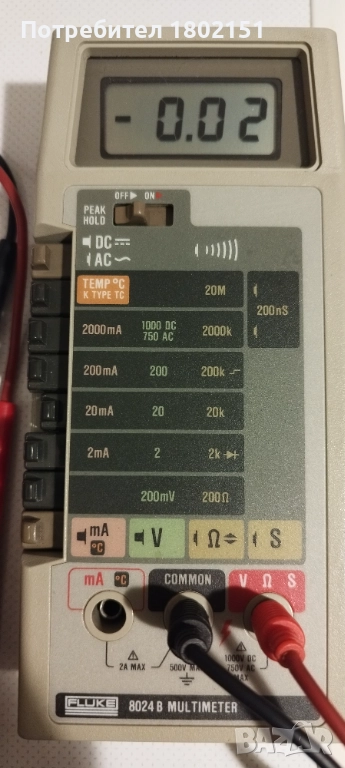 Потребител 1802151
- 0.02
OFF ON
PEAK HOLD
DC
AC
TEMP °C 20M
K TYPE TC
200nS
2000mA 1000 DC 750 AC 2000k
200mA 200 200k
20mA 20 20k
2mA 2 2k
200mV 200Ω
mA °C V Ω S
mA °C COMMON V Ω S
2A MAX 500V MAX 1000V DC 750V AC MAX
FLUKE 8024 B MULTIMETER
BAZAR